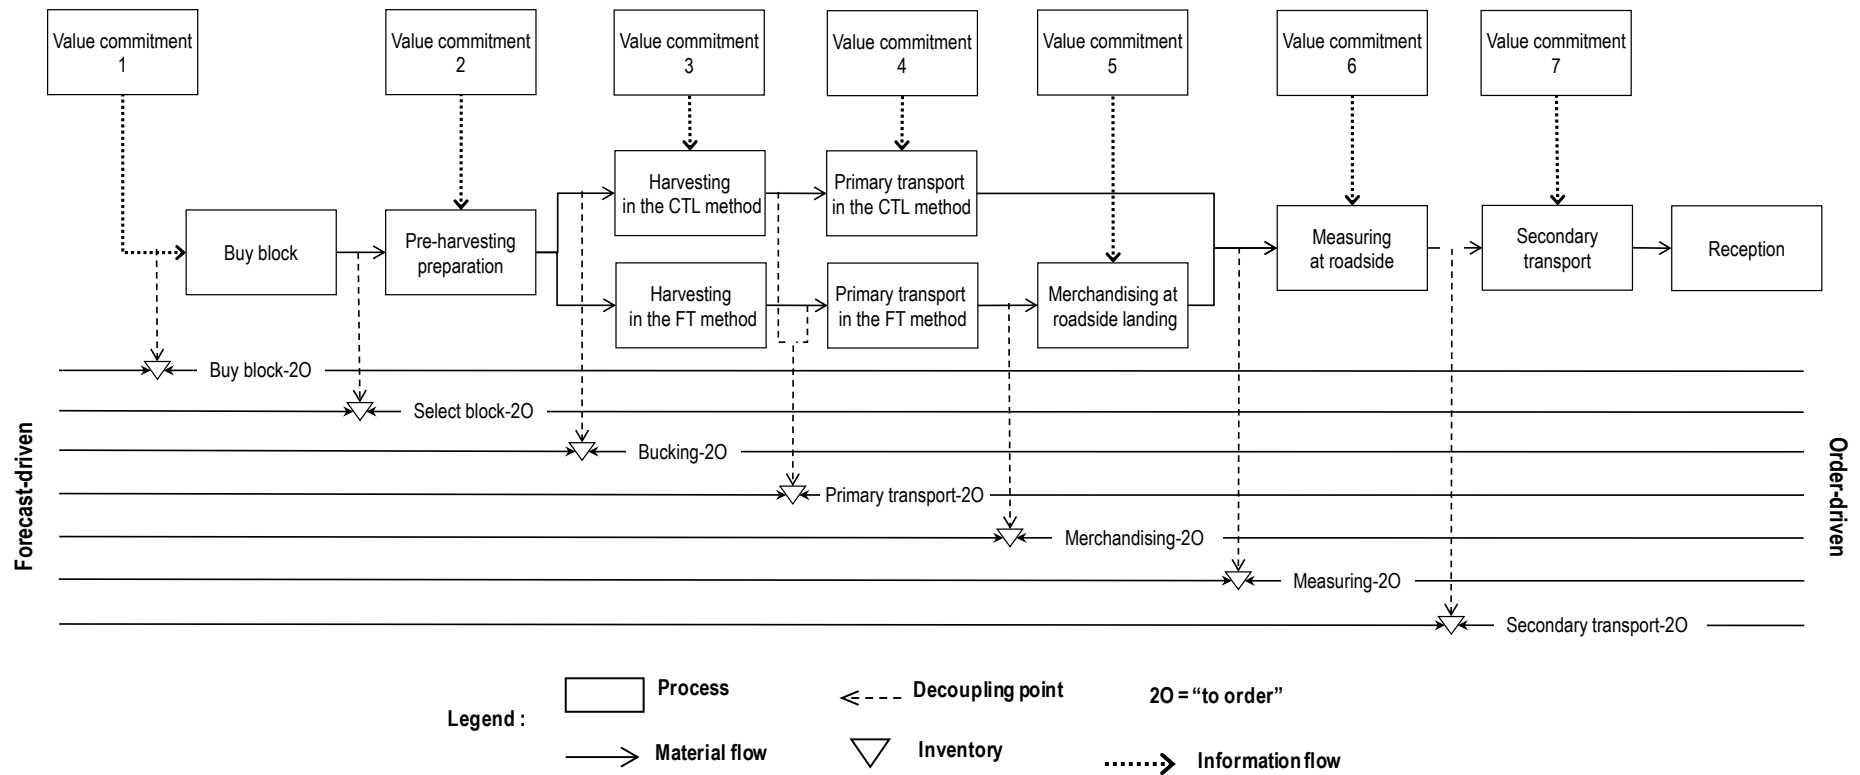 Value commitment
1
Value commitment
2
Value commitment
3
Value commitment
4
Value commitment
5
Value commitment
6
Value commitment
7
Buy block
Pre-harvesting
preparation
Harvesting
in the CTL method
Primary transport
in the CTL method
Harvesting
in the FT method
Primary transport
in the FT method
Merchandising at
roadside landing
Measuring
at roadside
Secondary
transport
Reception
Forecast-driven
Buy block-2O
Select block-2O
Bucking-2O
Primary transport-2O
Merchandising-2O
Measuring-2O
Secondary transport-2O
Order-driven
Legend :
Process
Decoupling point
2O = “to order”
Material flow
Inventory
Information flow